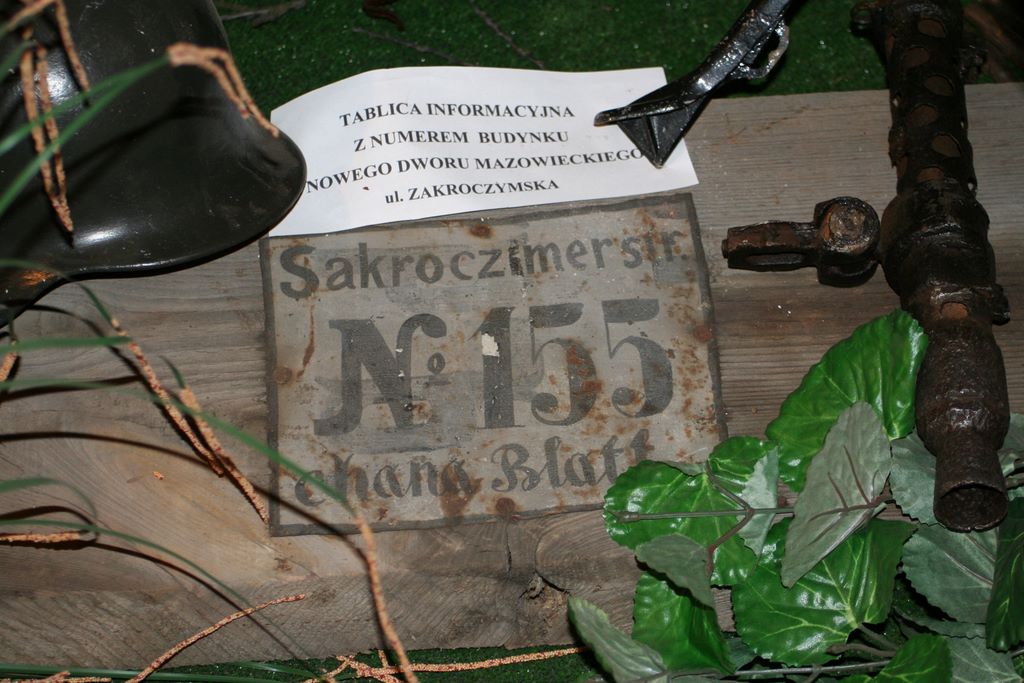 TABLICA INFORMACYJNA
Z NUMEREM BUDYNKU
NOWEGO DWORU MAZOWIECKIEGO
ul. ZAKROCZYMSKA
Sakroczimerstr.
№ 155
Chana Blatt